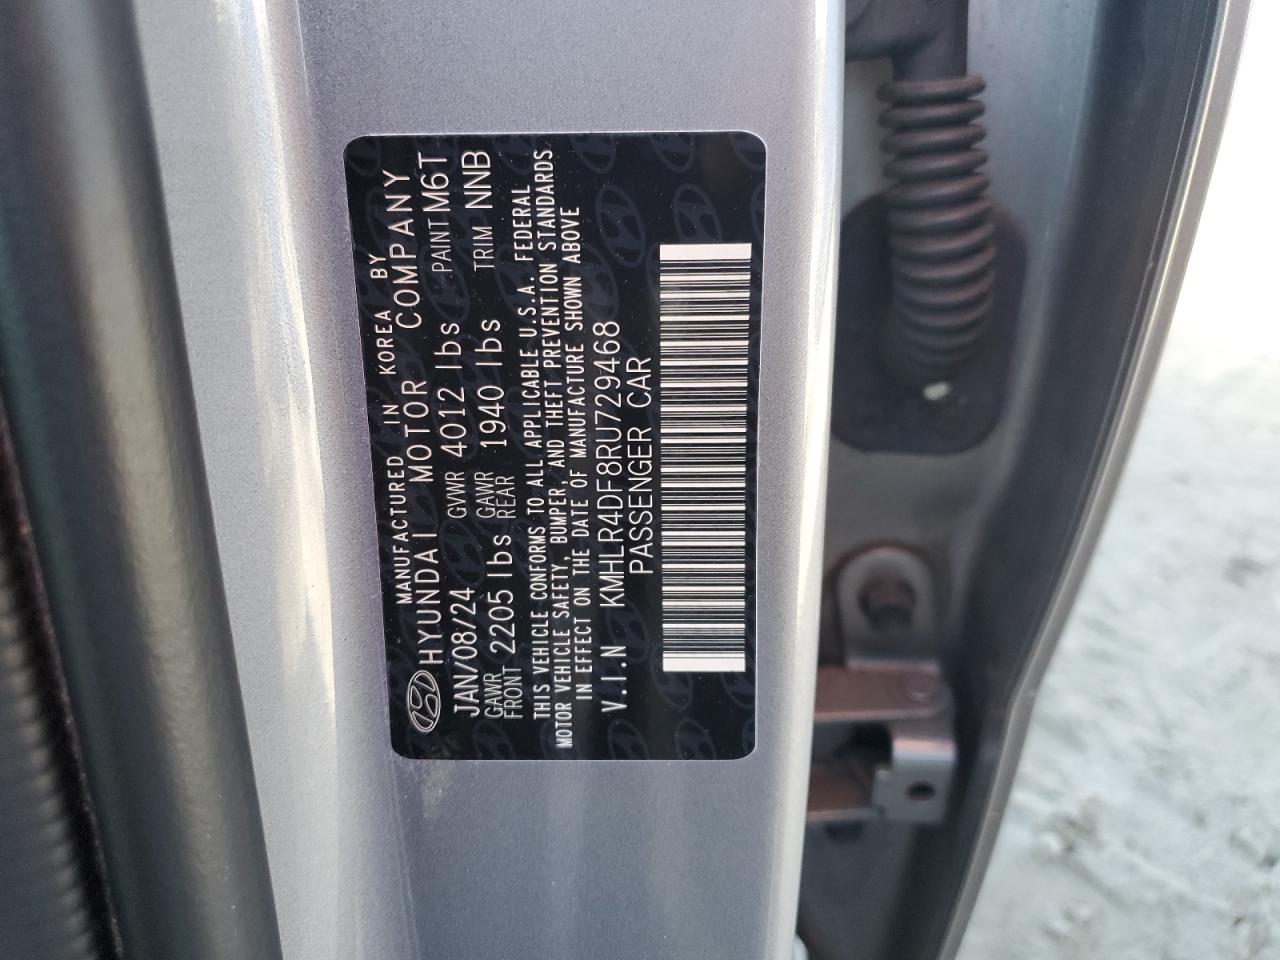 MANUFACTURED IN KOREA BY
HYUNDAI MOTOR COMPANY
JAN/08/24 GVWR 4012 lbs PAINT M6T
GAWR FRONT 2205 lbs GAWR REAR 1940 lbs TRIM NNB
THIS VEHICLE CONFORMS TO ALL APPLICABLE U.S.A. FEDERAL
MOTOR VEHICLE SAFETY, BUMPER, AND THEFT PREVENTION STANDARDS
IN EFFECT ON THE DATE OF MANUFACTURE SHOWN ABOVE
V.I.N KMHLR4DF8RU729468
PASSENGER CAR